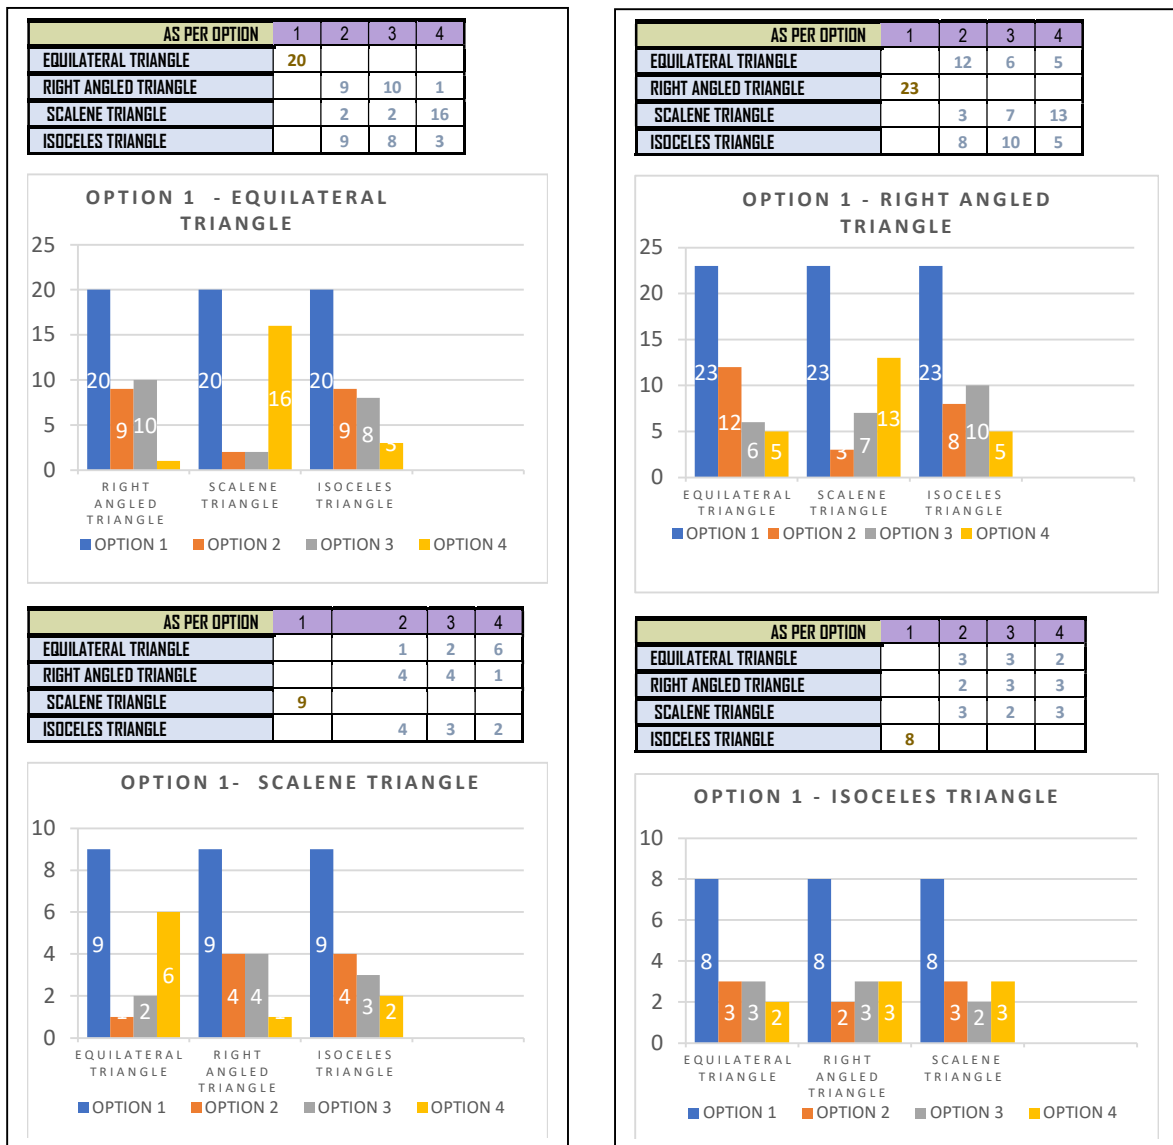 AS PER OPTION 1 2 3 4
EQUILATERAL TRIANGLE 20
RIGHT ANGLED TRIANGLE 9 10 1
SCALENE TRIANGLE 2 2 16
ISOCELES TRIANGLE 9 8 3
OPTION 1 - EQUILATERAL
TRIANGLE
25
20
15
10
5
0
20 9 10
20 16
20 9 8 3
RIGHT
ANGLED
TRIANGLE
SCALENE
TRIANGLE
ISOCELES
TRIANGLE
OPTION 1 OPTION 2 OPTION 3 OPTION 4
AS PER OPTION 1 2 3 4
EQUILATERAL TRIANGLE 12 6 5
RIGHT ANGLED TRIANGLE 23
SCALENE TRIANGLE 3 7 13
ISOCELES TRIANGLE 8 10 5
OPTION 1 - RIGHT ANGLED
TRIANGLE
25
20
15
10
5
0
23 12 6 5
23 3 7 13
23 8 10 5
EQUILATERAL
TRIANGLE
SCALENE
TRIANGLE
ISOCELES
TRIANGLE
OPTION 1 OPTION 2 OPTION 3 OPTION 4
AS PER OPTION 1 2 3 4
EQUILATERAL TRIANGLE 1 2 6
RIGHT ANGLED TRIANGLE 4 4 1
SCALENE TRIANGLE 9
ISOCELES TRIANGLE 4 3 2
OPTION 1- SCALENE TRIANGLE
10
8
6
4
2
0
9 2 6
9 4 4
9 4 3 2
EQUILATERAL
TRIANGLE
RIGHT
ANGLED
TRIANGLE
ISOCELES
TRIANGLE
OPTION 1 OPTION 2 OPTION 3 OPTION 4
AS PER OPTION 1 2 3 4
EQUILATERAL TRIANGLE 3 3 2
RIGHT ANGLED TRIANGLE 2 3 3
SCALENE TRIANGLE 3 2 3
ISOCELES TRIANGLE 8
OPTION 1 - ISOCELES TRIANGLE
10
8
6
4
2
0
8 3 3 2
8 2 3 3
8 3 2 3
EQUILATERAL
TRIANGLE
RIGHT
ANGLED
TRIANGLE
SCALENE
TRIANGLE
OPTION 1 OPTION 2 OPTION 3 OPTION 4